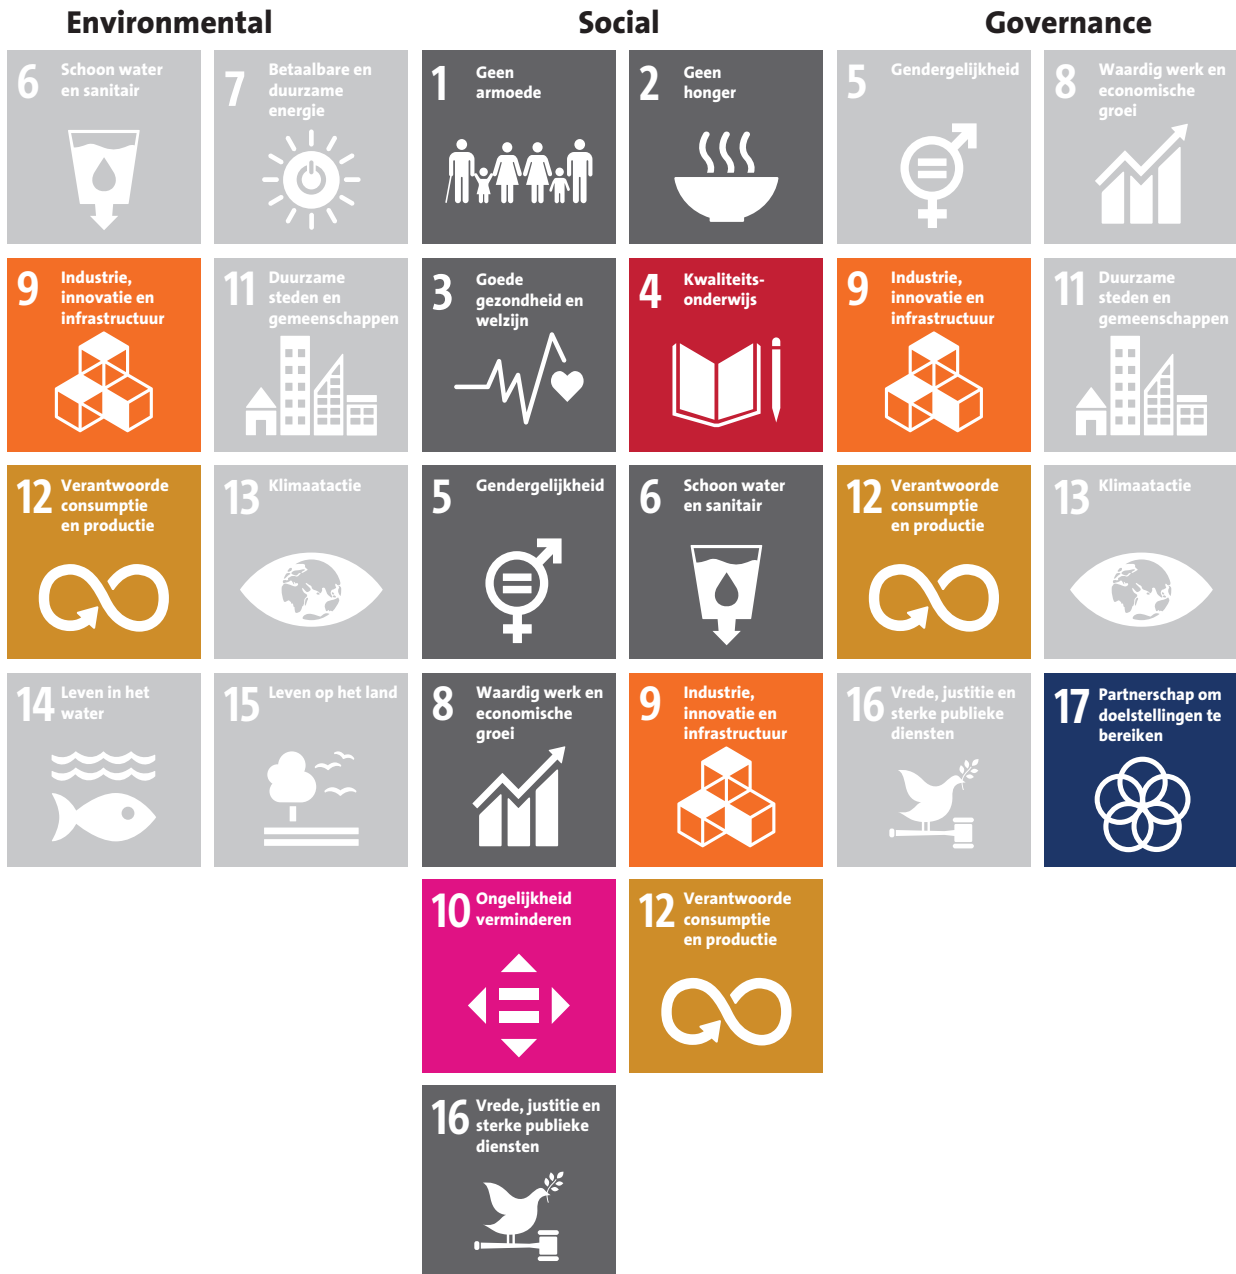 Environmental
Social
Governance
6 Schoon water
en sanitair
7 Betaalbare en
duurzame
energie
1 Geen
armoede
2 Geen
honger
5 Gendergelijkheid
8 Waardig werk en
economische
groei
9 Industrie,
innovatie en
infrastructuur
11 Duurzame
steden en
gemeenschappen
3 Goede
gezondheid en
welzijn
4 Kwaliteits-
onderwijs
9 Industrie,
innovatie en
infrastructuur
11 Duurzame
steden en
gemeenschappen
12 Verantwoorde
consumptie
en productie
13 Klimaatactie
5 Gendergelijkheid
6 Schoon water
en sanitair
12 Verantwoorde
consumptie
en productie
13 Klimaatactie
14 Leven in het
water
15 Leven op het land
8 Waardig werk en
economische
groei
9 Industrie,
innovatie en
infrastructuur
16 Vrede, justitie en
sterke publieke
diensten
17 Partnerschap om
doelstellingen te
bereiken
10 Ongelijkheid
verminderen
12 Verantwoorde
consumptie
en productie
16 Vrede, justitie en
sterke publieke
diensten